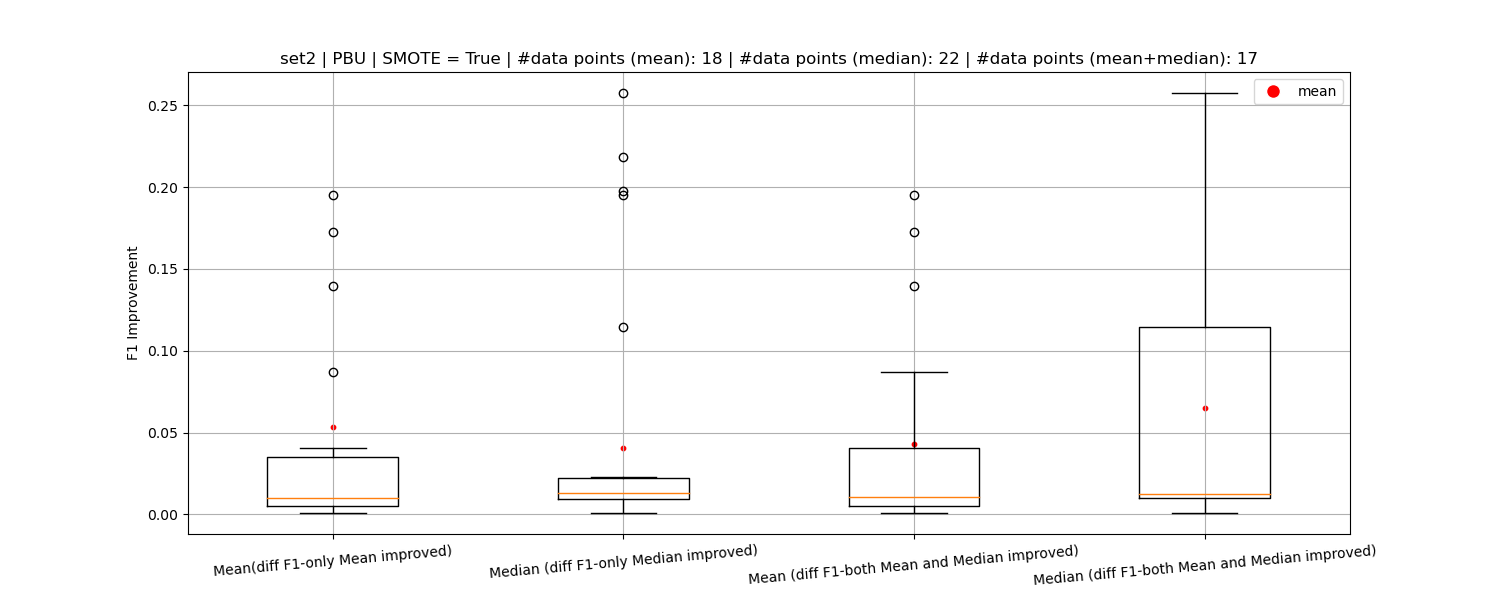 set2 | PBU | SMOTE = True | #data points (mean): 18 | #data points (median): 22 | #data points (mean+median): 17
mean
F1 Improvement
0.25
0.20
0.15
0.10
0.05
0.00
Mean(diff F1-only Mean improved)
Median (diff F1-only Median improved)
Mean (diff F1-both Mean and Median improved)
Median (diff F1-both Mean and Median improved)